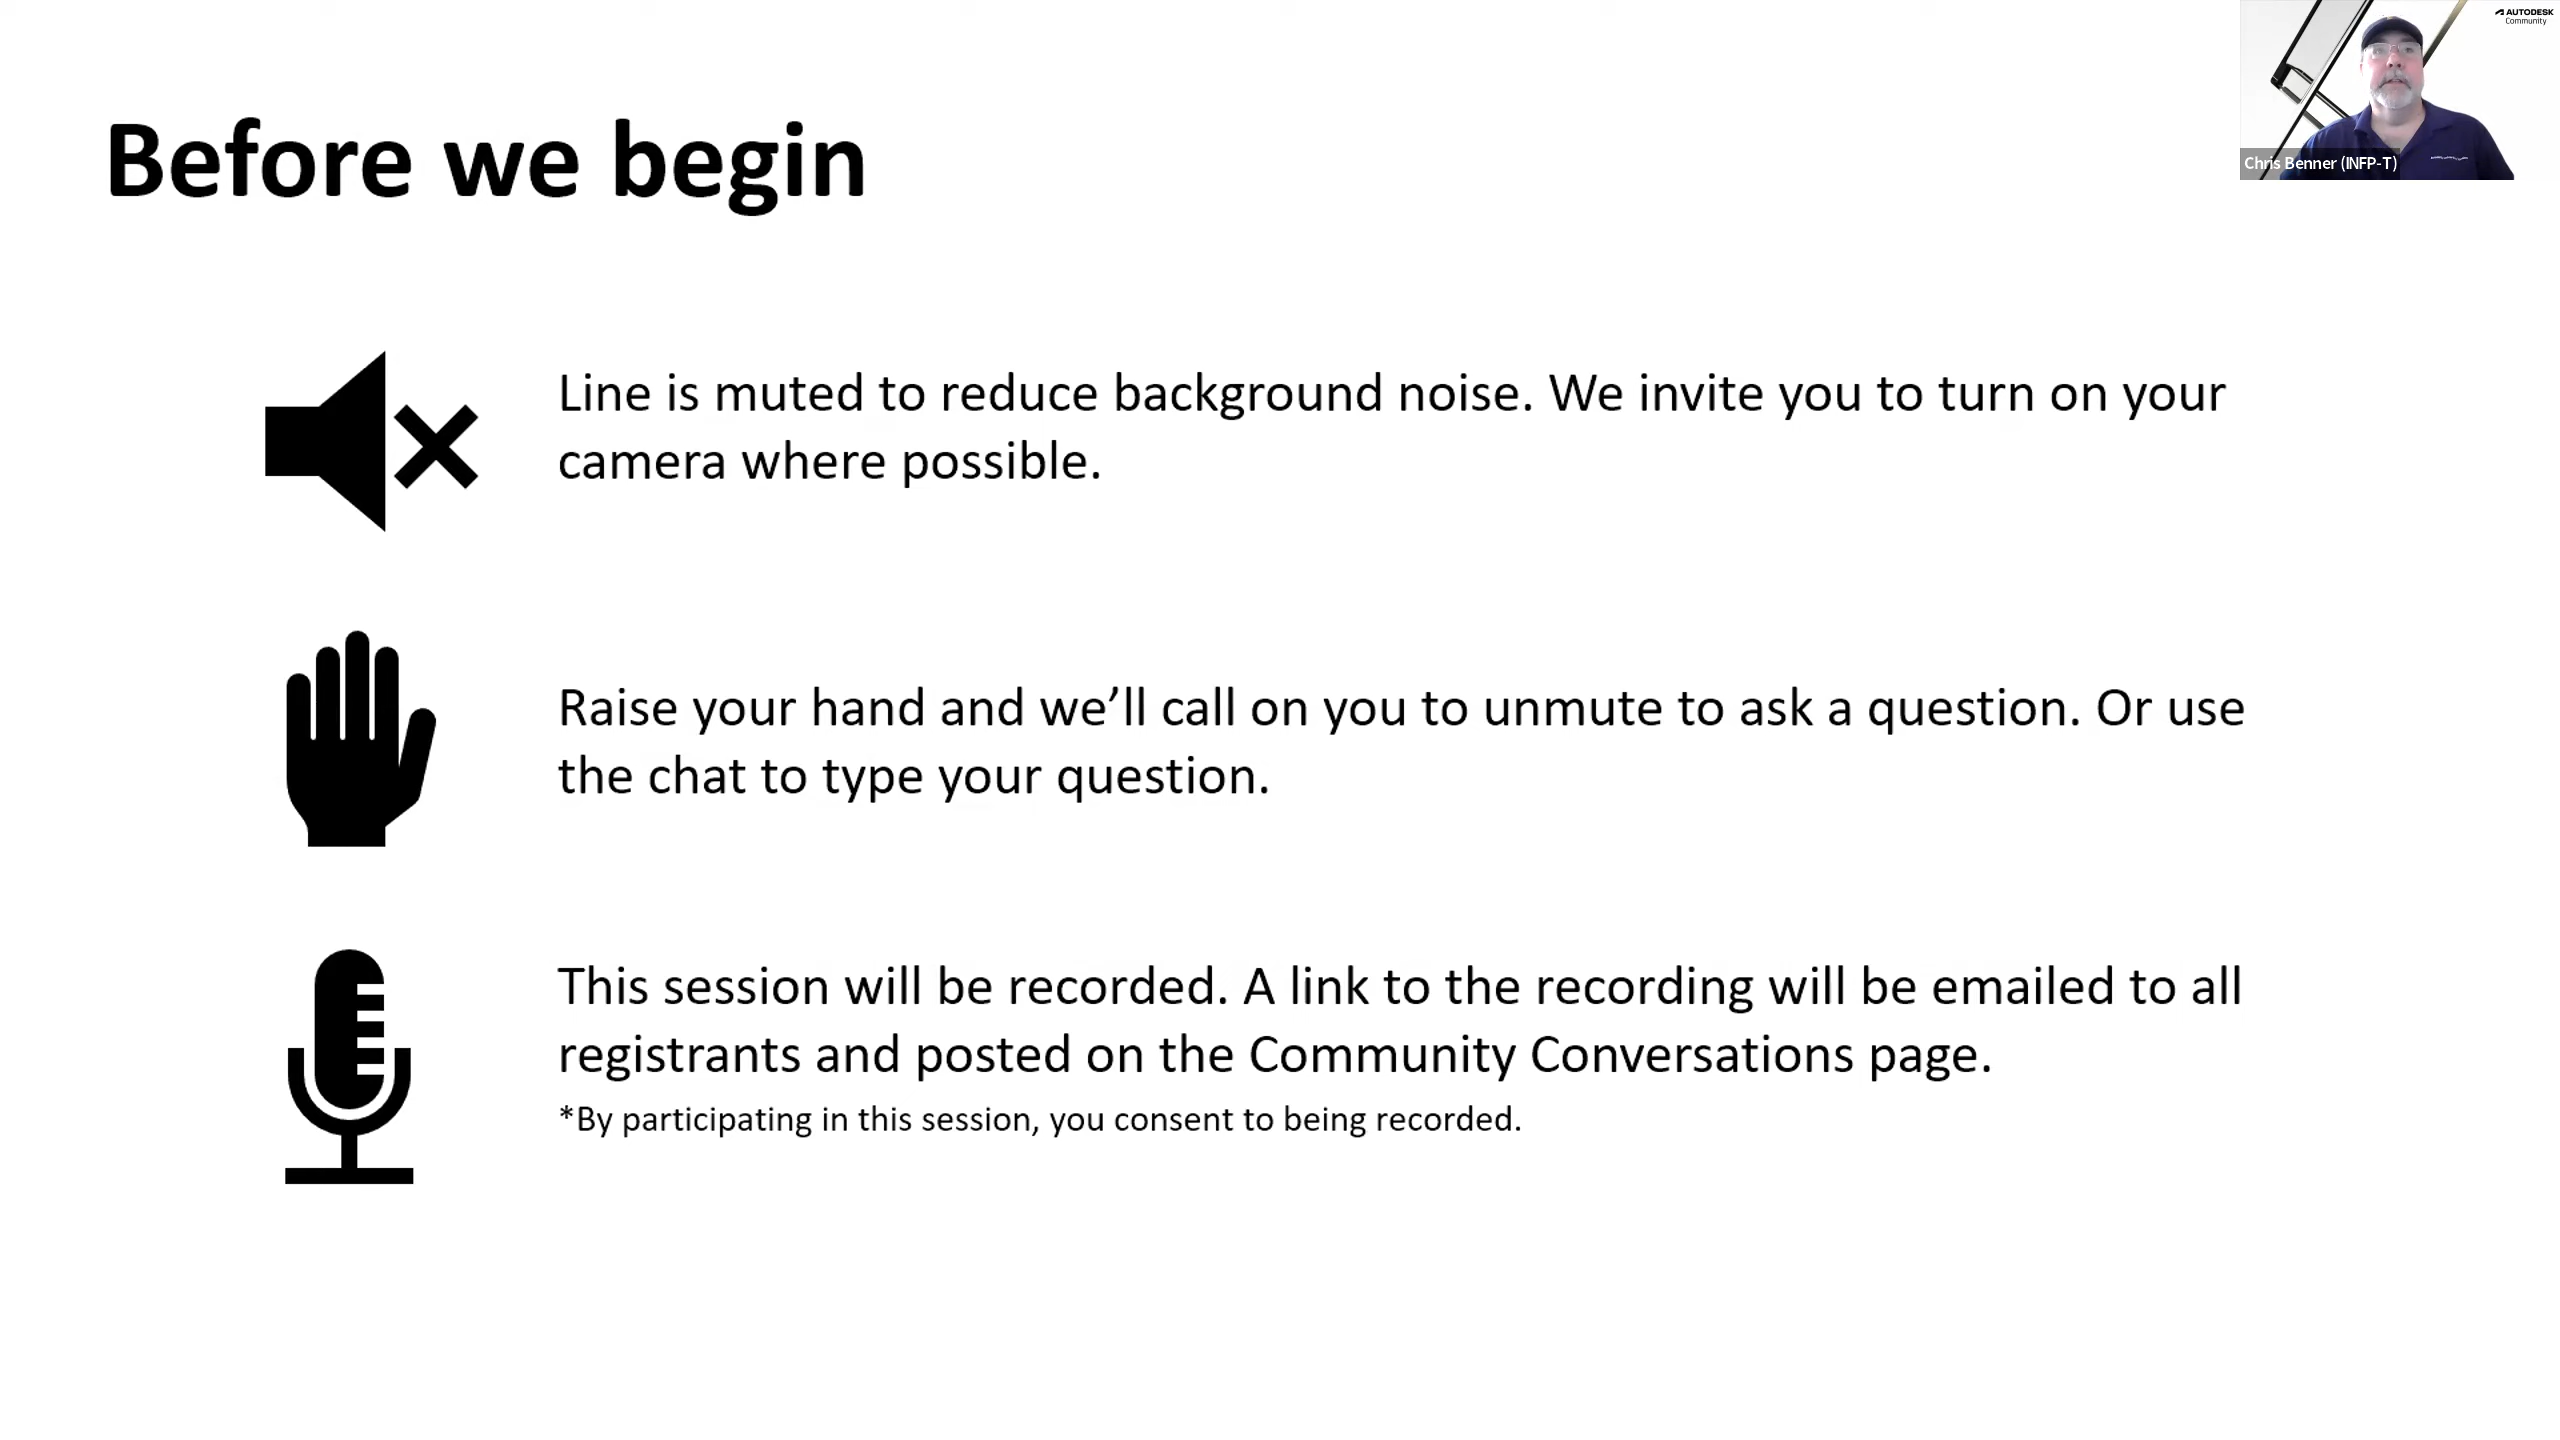 AUTODESK
Community
Chris Benner (INFP-T)
Before we begin
Line is muted to reduce background noise. We invite you to turn on your
camera where possible.
Raise your hand and we’ll call on you to unmute to ask a question. Or use
the chat to type your question.
This session will be recorded. A link to the recording will be emailed to all
registrants and posted on the Community Conversations page.
*By participating in this session, you consent to being recorded.